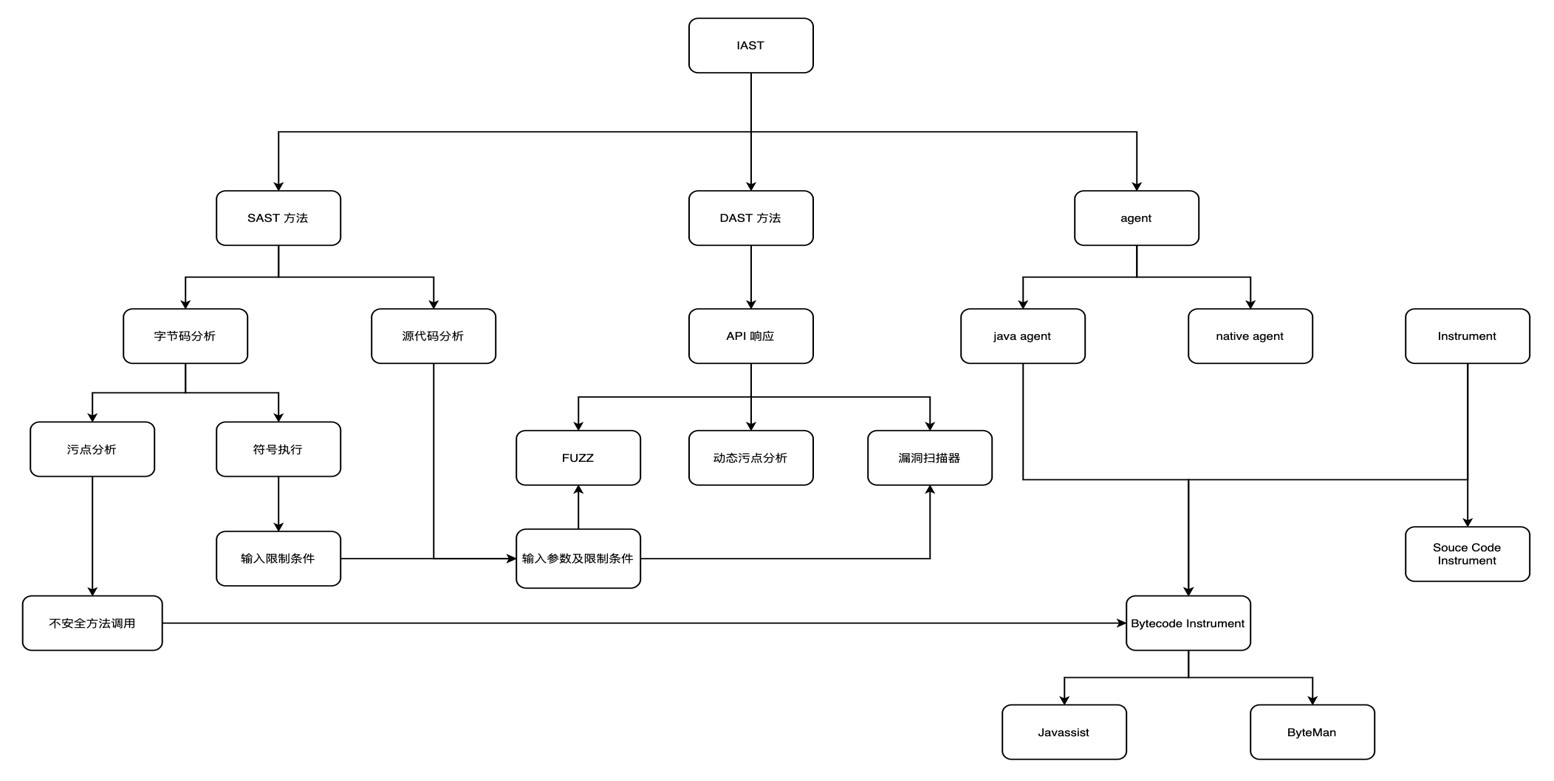 IAST
SAST 方法
DAST 方法
agent
字节码分析
源代码分析
API 响应
java agent
native agent
Instrument
污点分析
符号执行
FUZZ
动态污点分析
漏洞扫描器
输入限制条件
输入参数及限制条件
Souce Code
Instrument
不安全方法调用
Bytecode Instrument
Javassist
ByteMan